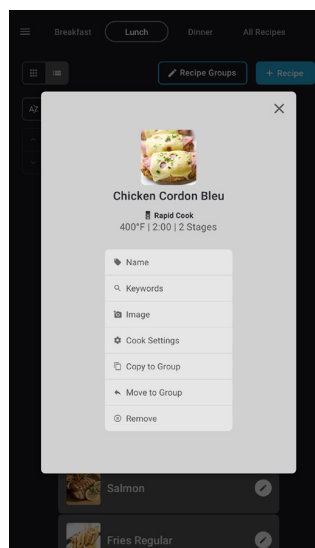 Breakfast
Lunch
Dinner
All Recipes
Recipe Groups
+ Recipe
AZ
Chicken Cordon Bleu
Rapid Cook
400°F | 2:00 | 2 Stages
Name
Keywords
Image
Cook Settings
Copy to Group
Move to Group
Remove
Salmon
Fries Regular